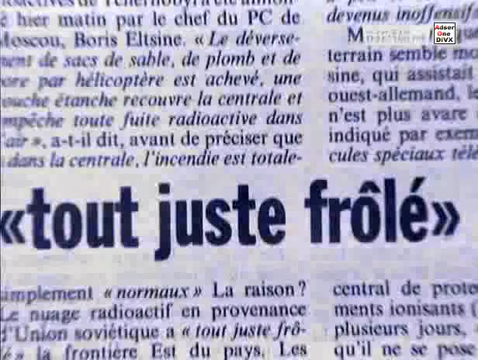 hier matin par le chef du PC de
Moscou, Boris Eltsine « Le déverse-
ment de sacs de sable, de plomb et de
bore par hélicoptère est achevé, une
couche étanche recouvre la centrale et
empêche toute fuite radioactive dans
l'air », a-t-il dit, avant de préciser que
dans la centrale, l'incendie est totale-
devenus inoffensifs
terrain semble
sine, qui assistait
ouest-allemand,
n'est plus avare
indiqué par exem
cules spéciaux télé
«tout juste frôlé»
simplement « normaux » La raison ?
Le nuage radioactif en provenance
d'Union soviétique a « tout juste frô-
lé » la frontière Est du pays. Les
central de protec
ments ionisants (
plusieurs jours,
qu'il ne se pose
Adser
One
DIVX